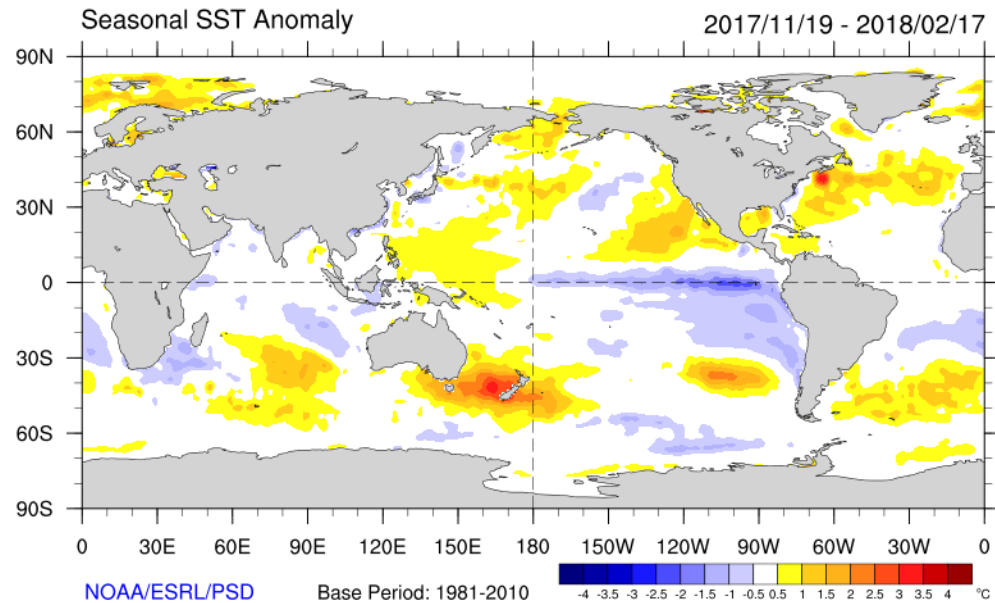 Seasonal SST Anomaly 2017/11/19 - 2018/02/17
90N
60N
30N
0
30S
60S
90S
0 30E 60E 90E 120E 150E 180 150W 120W 90W 60W 30W 0
NOAA/ESRL/PSD Base Period: 1981-2010
-4 -3.5 -3 -2.5 -2 -1.5 -1 -0.5 0.5 1 1.5 2 2.5 3 3.5 4 °C